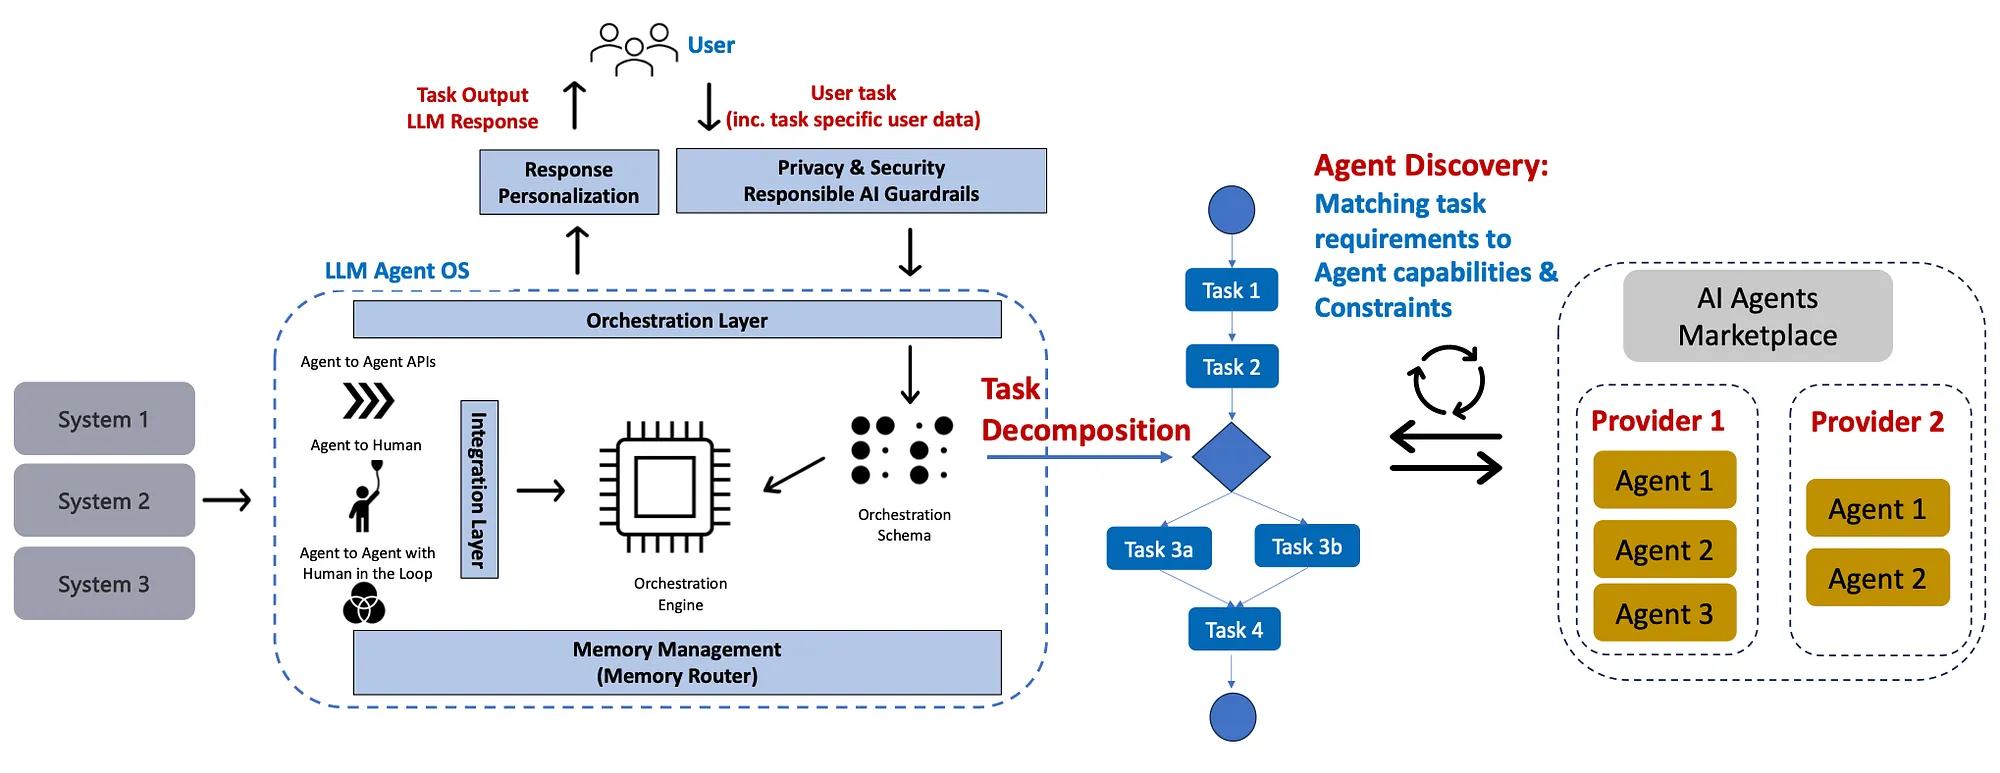 User
Task Output
LLM Response
User task
(inc. task specific user data)
Response
Personalization
Privacy & Security
Responsible AI Guardrails
LLM Agent OS
Orchestration Layer
Agent to Agent APIs
Agent to Human
Agent to Agent with
Human in the Loop
Integration Layer
Orchestration
Engine
Orchestration
Schema
Memory Management
(Memory Router)
System 1
System 2
System 3
Task
Decomposition
Task 1
Task 2
Task 3a
Task 3b
Task 4
Agent Discovery:
Matching task
requirements to
Agent capabilities &
Constraints
AI Agents
Marketplace
Provider 1
Agent 1
Agent 2
Agent 3
Provider 2
Agent 1
Agent 2